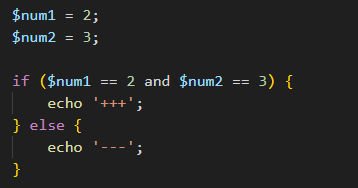 $num1 = 2;
$num2 = 3;

if ($num1 == 2 and $num2 == 3) {
    echo '+++';
} else {
    echo '---';
}